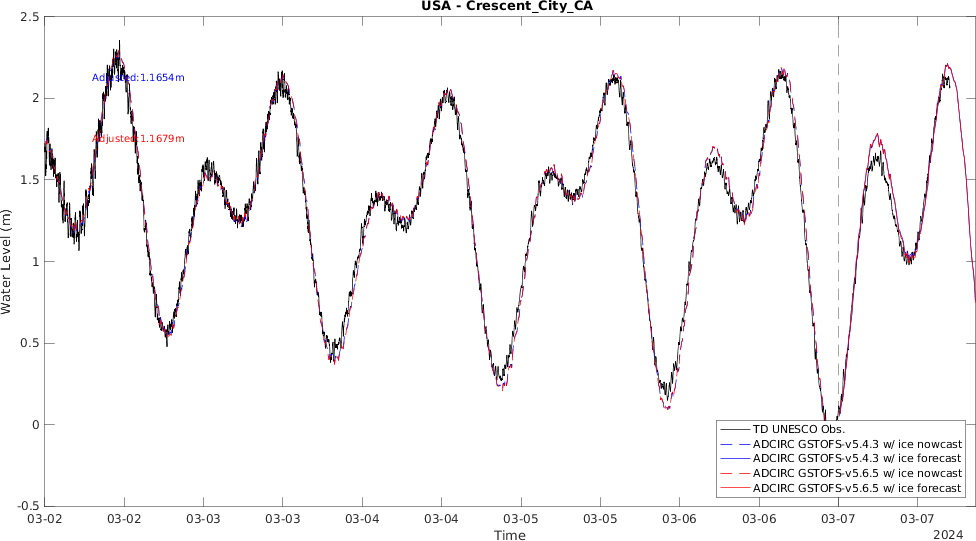 USA - Crescent_City_CA
2.5
Adjusted:1.1654m
2
Adjusted:1.1679m
1.5
Water Level (m)
1
0.5
0
TD UNESCO Obs.
ADCIRC GSTOFS-v5.4.3 w/ ice nowcast
ADCIRC GSTOFS-v5.4.3 w/ ice forecast
ADCIRC GSTOFS-v5.6.5 w/ ice nowcast
ADCIRC GSTOFS-v5.6.5 w/ ice forecast
-0.5
03-02 03-02 03-03 03-03 03-04 03-04 03-05 03-05 03-06 03-06 03-07 03-07
Time
2024